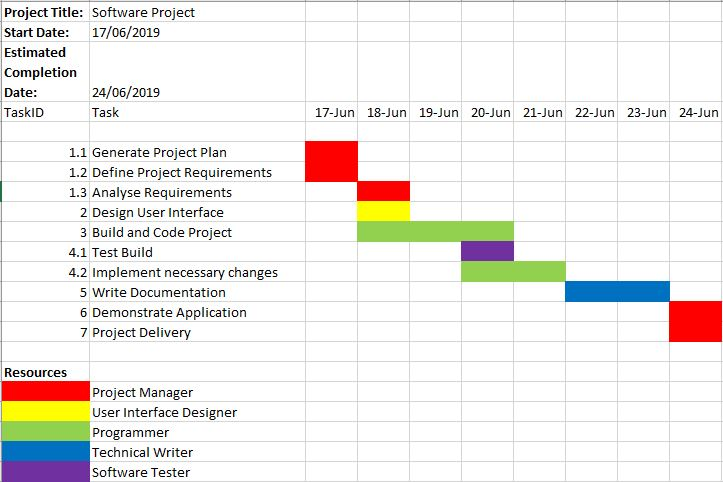 Project Title: Software Project
Start Date: 17/06/2019
Estimated
Completion
Date: 24/06/2019
TaskID Task 17-Jun 18-Jun 19-Jun 20-Jun 21-Jun 22-Jun 23-Jun 24-Jun
1.1 Generate Project Plan
1.2 Define Project Requirements
1.3 Analyse Requirements
2 Design User Interface
3 Build and Code Project
4.1 Test Build
4.2 Implement necessary changes
5 Write Documentation
6 Demonstrate Application
7 Project Delivery
Resources
Project Manager
User Interface Designer
Programmer
Technical Writer
Software Tester